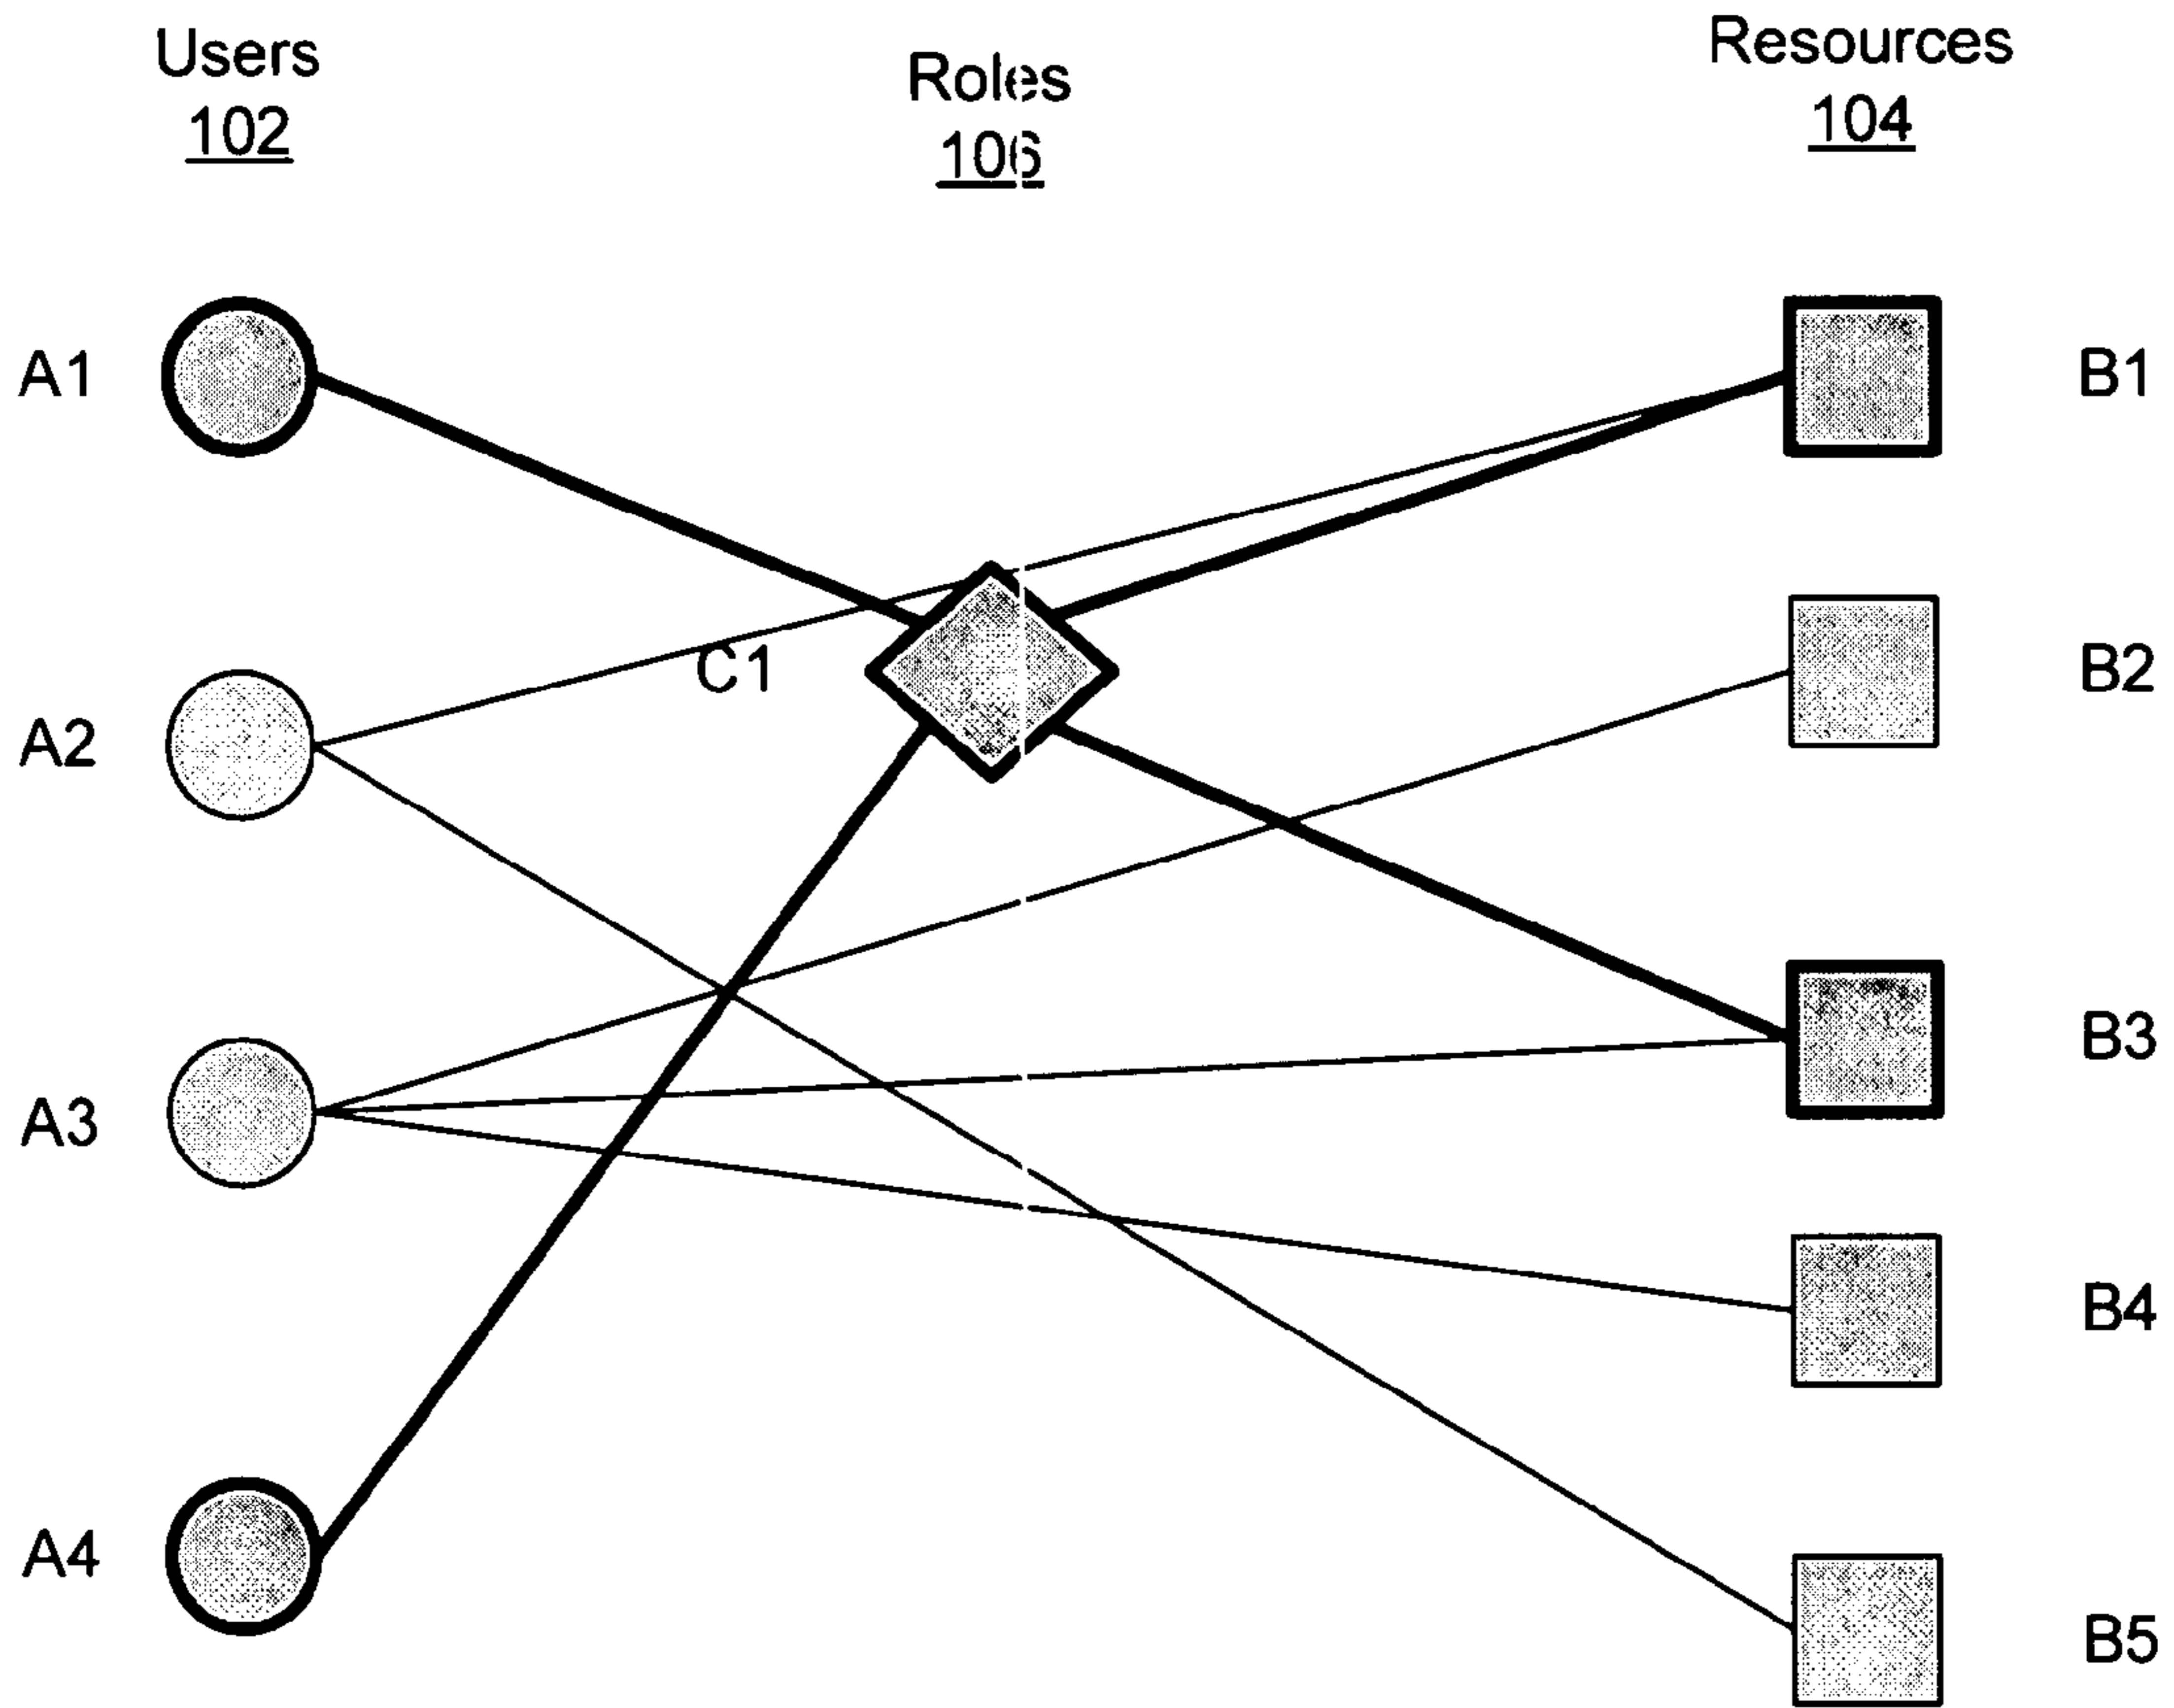 Users
102
Roles
106
Resources
104
A1
B1
C1
B2
A2
B3
A3
B4
A4
B5